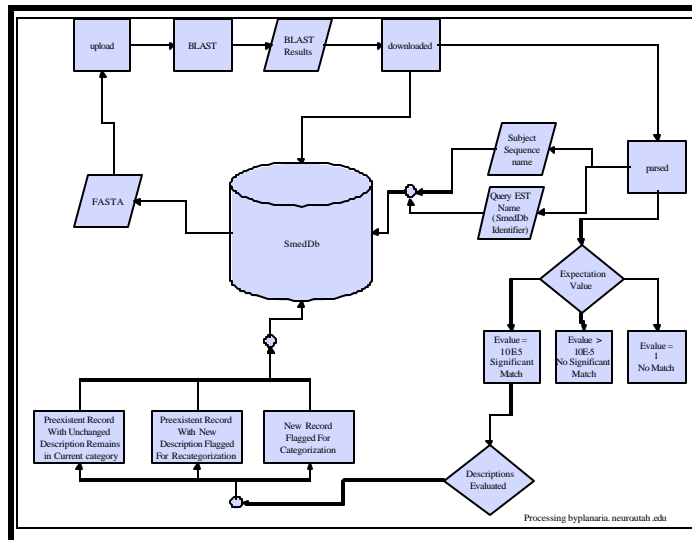 upload
BLAST
BLAST
Results
downloaded
Subject
Sequence
name
parsed
FASTA
Query EST
Name
(SmedDb
Identifier)
SmedDb
Expectation
Value
Evalue =
10E5
Significant
Match
Evalue >
10E-5
No Significant
Match
Evalue =
1
No Match
Preexistent Record
With Unchanged
Description Remains
in Current category
Preexistent Record
With New
Description Flagged
For Recategorization
New Record
Flagged For
Categorization
Descriptions
Evaluated
Processing byplanaria. neuroutah .edu